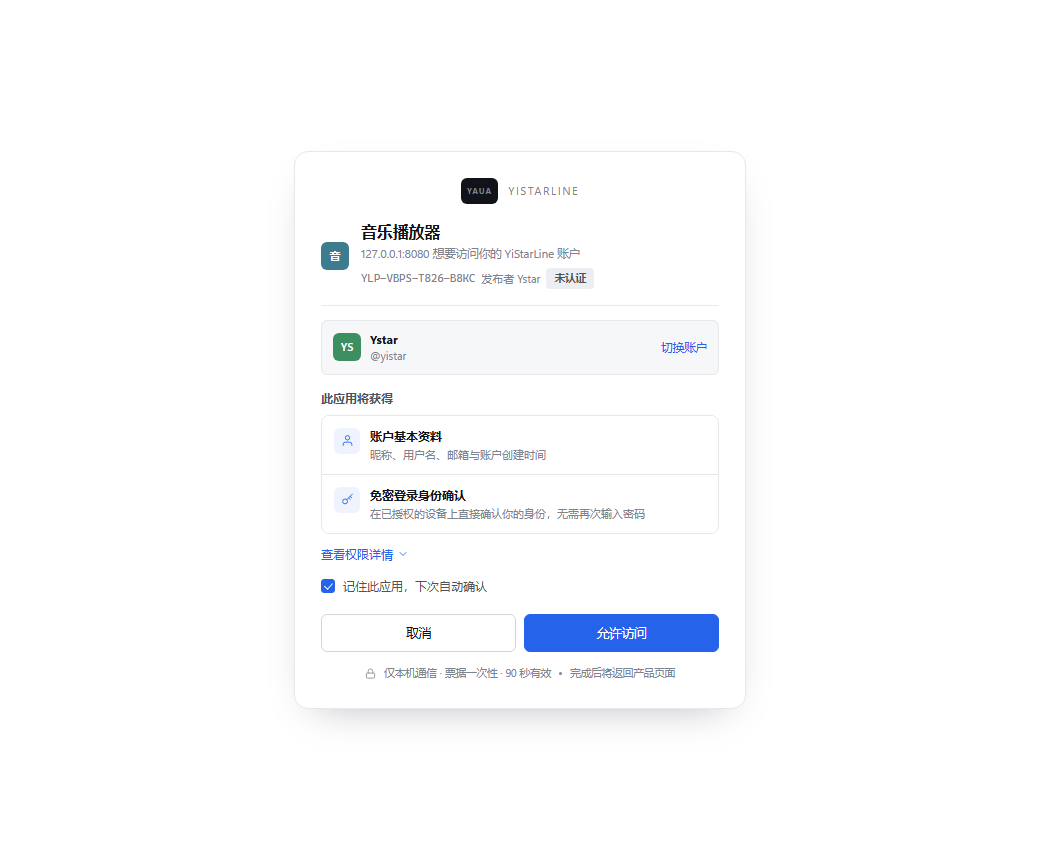 YAUA YISTARLINE
音乐播放器
音
127.0.0.1:8080 想要访问你的 YiStarLine 账户
YLP-VBPS-T826-B8KC 发布者 Ystar 未认证
YS
Ystar
@yistar
切换账户
此应用将获得
账户基本资料
昵称、用户名、邮箱与账户创建时间
免密登录身份确认
在已授权的设备上直接确认你的身份，无需再次输入密码
查看权限详情
记住此应用，下次自动确认
取消
允许访问
仅本机通信 · 票据一次性 · 90 秒有效 • 完成后将返回产品页面